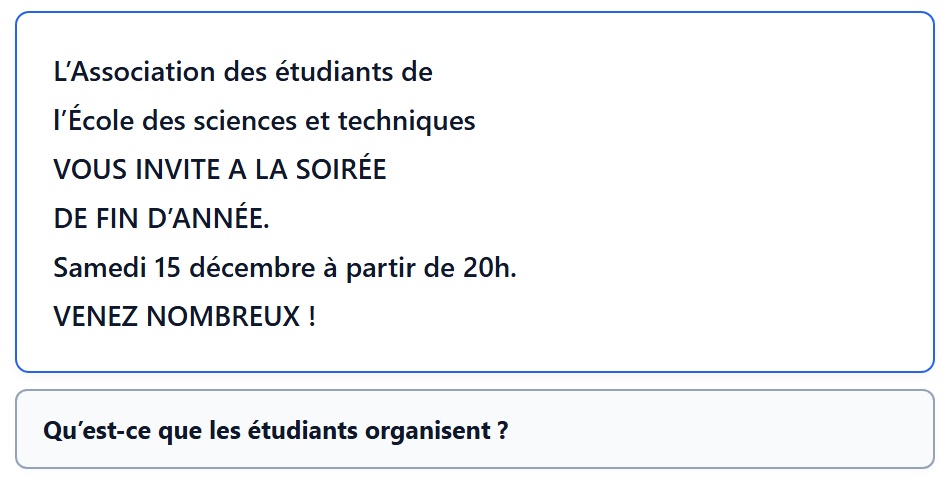 L’Association des étudiants de
l’École des sciences et techniques
VOUS INVITE A LA SOIRÉE
DE FIN D’ANNÉE.
Samedi 15 décembre à partir de 20h.
VENEZ NOMBREUX !
Qu’est-ce que les étudiants organisent ?